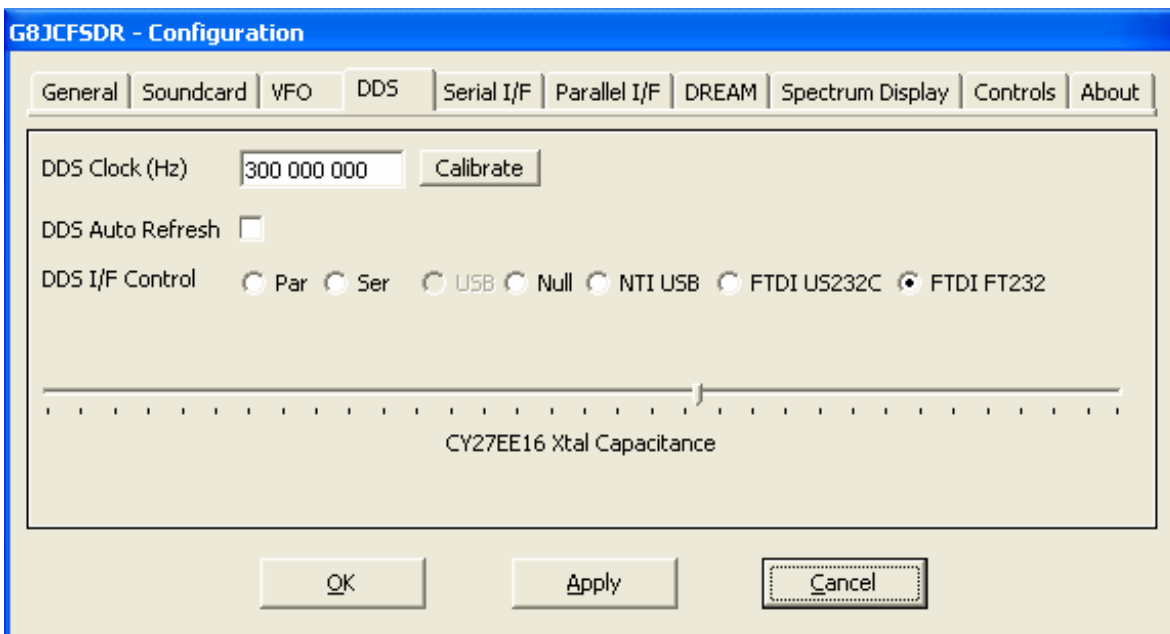 G8JCFSDR - Configuration
General Soundcard VFO DDS Serial I/F Parallel I/F DREAM Spectrum Display Controls About
DDS Clock (Hz) 300 000 000 Calibrate
DDS Auto Refresh
DDS I/F Control Par Ser USB Null NTI USB FTDI US232C FTDI FT232
CY27EE16 Xtal Capacitance
OK Apply Cancel